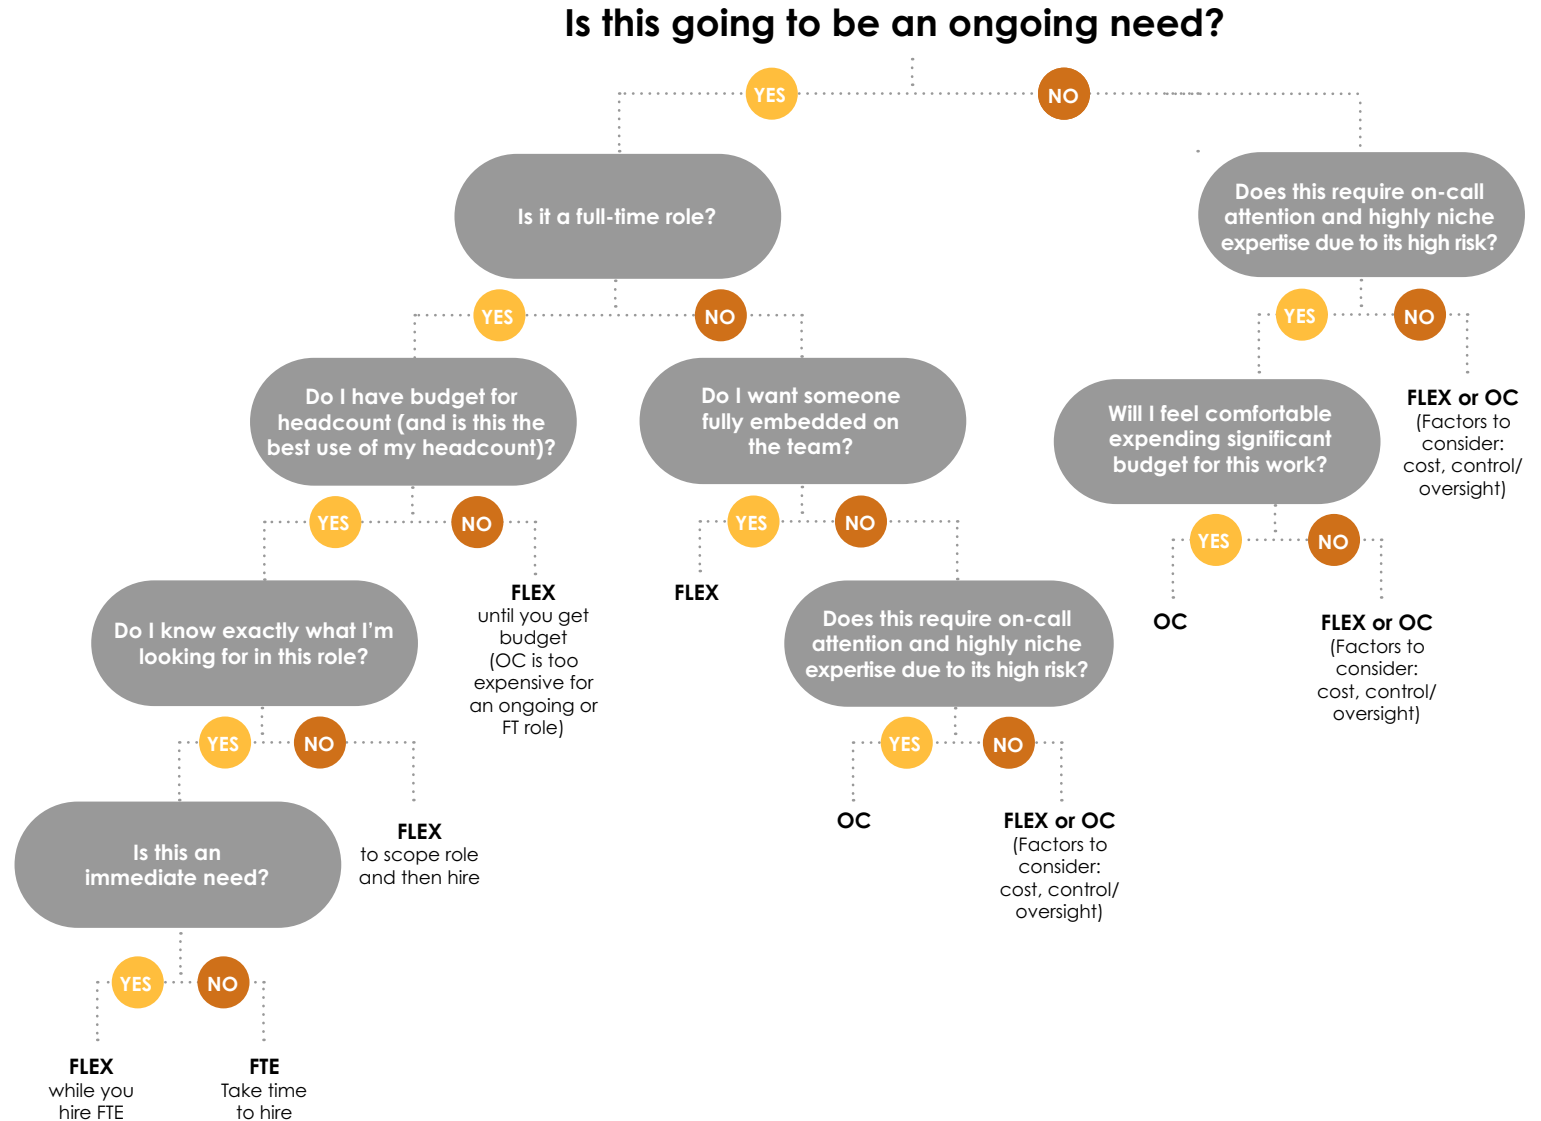 Is this going to be an ongoing need?
YES
NO
Is it a full-time role?
Does this require on-call
attention and highly niche
expertise due to its high risk?
YES
NO
YES
NO
Do I have budget for
headcount (and is this the
best use of my headcount)?
Do I want someone
fully embedded on
the team?
Will I feel comfortable
expending significant
budget for this work?
FLEX or OC
(Factors to
consider:
cost, control/
oversight)
YES
NO
YES
NO
YES
NO
Do I know exactly what I'm
looking for in this role?
FLEX
until you get
budget
(OC is too
expensive for
an ongoing or
FT role)
FLEX
Does this require on-call
attention and highly niche
expertise due to its high risk?
OC
FLEX or OC
(Factors to
consider:
cost, control/
oversight)
YES
NO
YES
NO
Is this an
immediate need?
FLEX
to scope role
and then hire
OC
FLEX or OC
(Factors to
consider:
cost, control/
oversight)
YES
NO
FLEX
while you
hire FTE
FTE
Take time
to hire